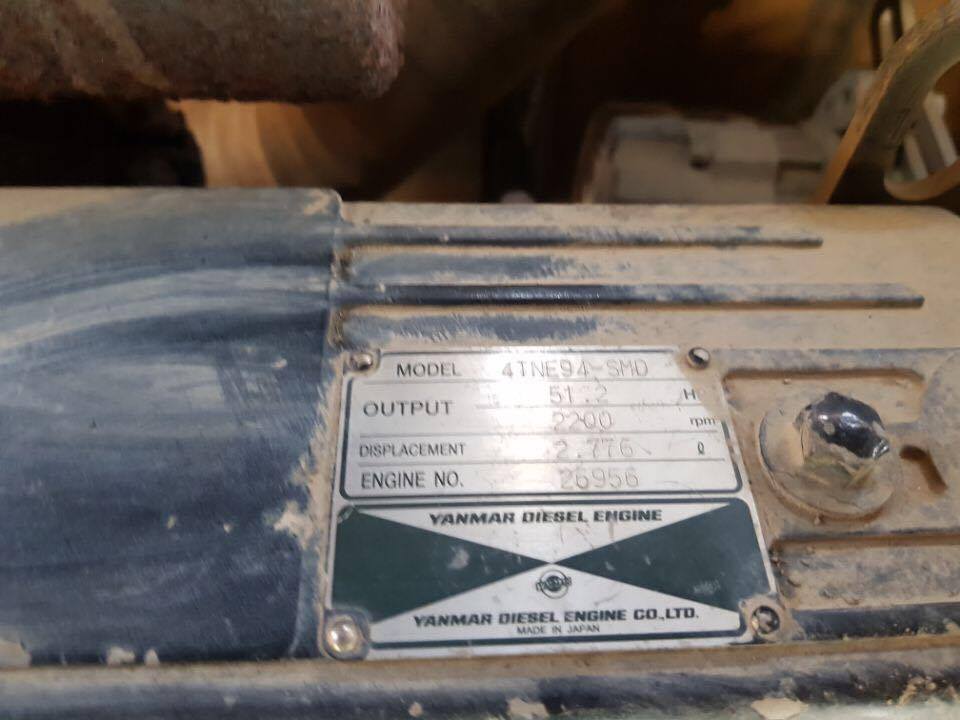 MODEL 4TNE94-SMD
OUTPUT 51.2 H
2200 rpm
DISPLACEMENT 2.776 ℓ
ENGINE NO. 26956
YANMAR DIESEL ENGINE
YANMAR DIESEL ENGINE CO.,LTD.
MADE IN JAPAN